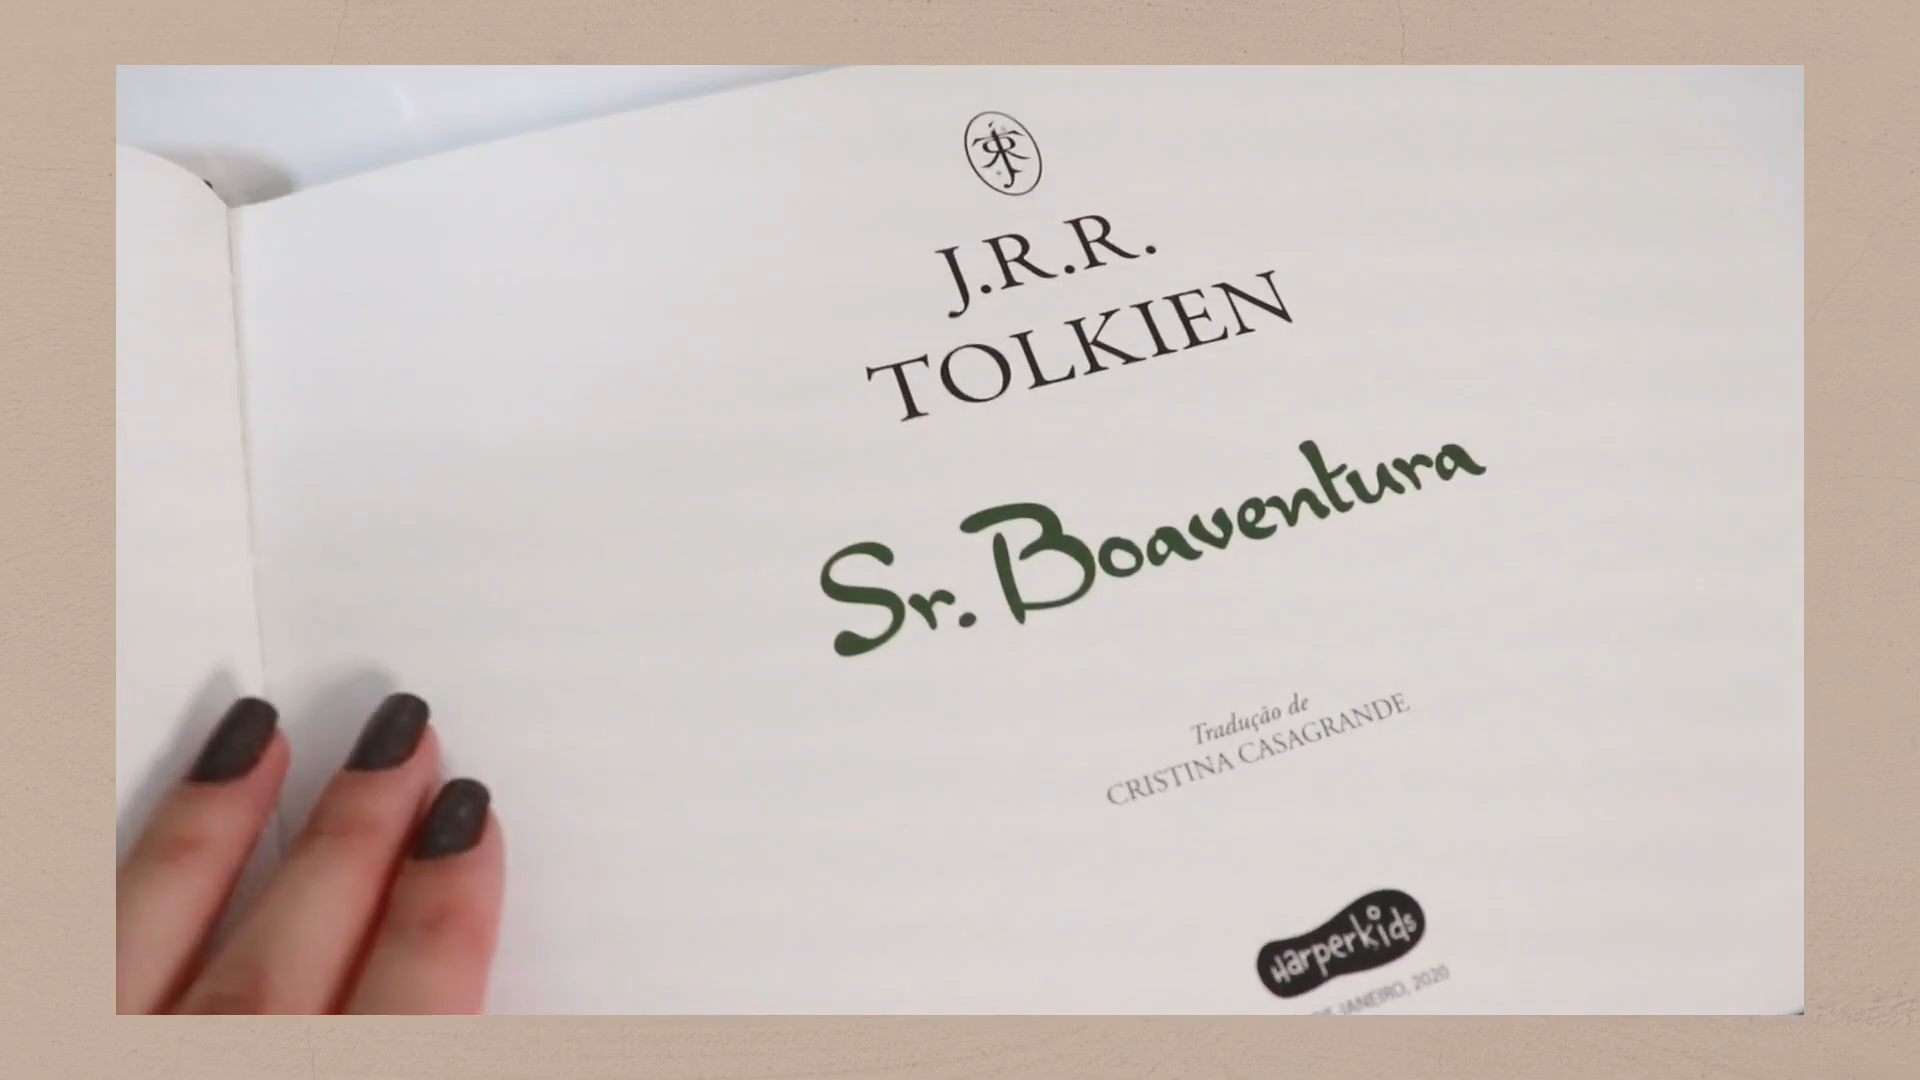 J.R.R.
TOLKIEN
Sr. Boaventura
Tradução de
CRISTINA CASAGRANDE
HarperKids
JANEIRO, 2020